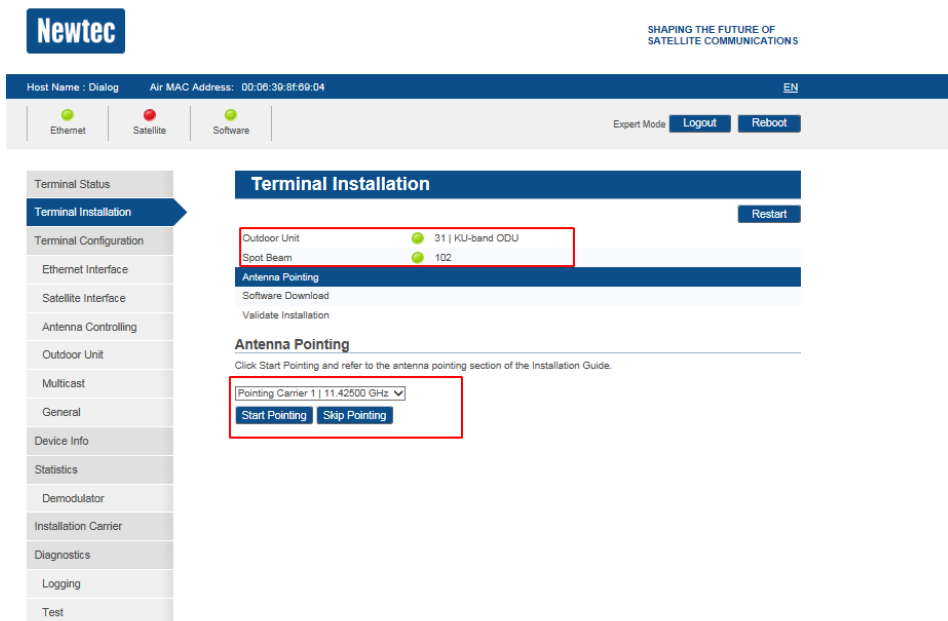 Newtec
SHAPING THE FUTURE OF
SATELLITE COMMUNICATIONS
Host Name : Dialog Air MAC Address: 00:06:39:8f:69:04 EN
Ethernet Satellite Software Expert Mode Logout Reboot
Terminal Status
Terminal Installation
Terminal Configuration
Ethernet Interface
Satellite Interface
Antenna Controlling
Outdoor Unit
Multicast
General
Device Info
Statistics
Demodulator
Installation Carrier
Diagnostics
Logging
Test
Terminal Installation
Restart
Outdoor Unit 31 | KU-band ODU
Spot Beam 102
Antenna Pointing
Software Download
Validate Installation
Antenna Pointing
Click Start Pointing and refer to the antenna pointing section of the Installation Guide.
Pointing Carrier 1 | 11.42500 GHz
Start Pointing Skip Pointing